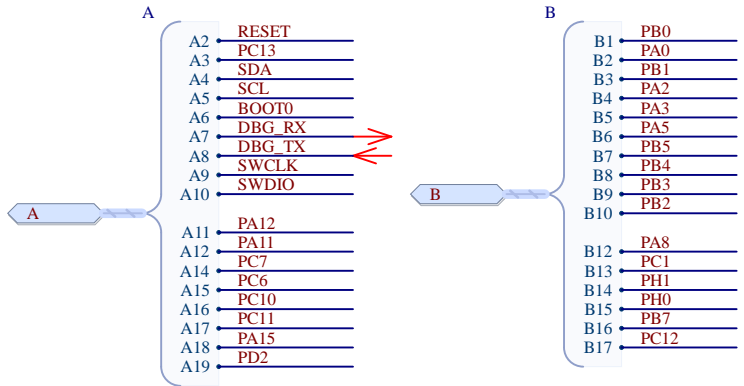 A
A2 RESET
A3 PC13
A4 SDA
A5 SCL
A6 BOOT0
A7 DBG_RX
A8 DBG_TX
A9 SWCLK
A10 SWDIO
A
A11 PA12
A12 PA11
A14 PC7
A15 PC6
A16 PC10
A17 PC11
A18 PA15
A19 PD2
B
B1 PB0
B2 PA0
B3 PB1
B4 PA2
B5 PA3
B6 PA5
B7 PB5
B8 PB4
B9 PB3
B
B10 PB2
B12 PA8
B13 PC1
B14 PH1
B15 PH0
B16 PB7
B17 PC12